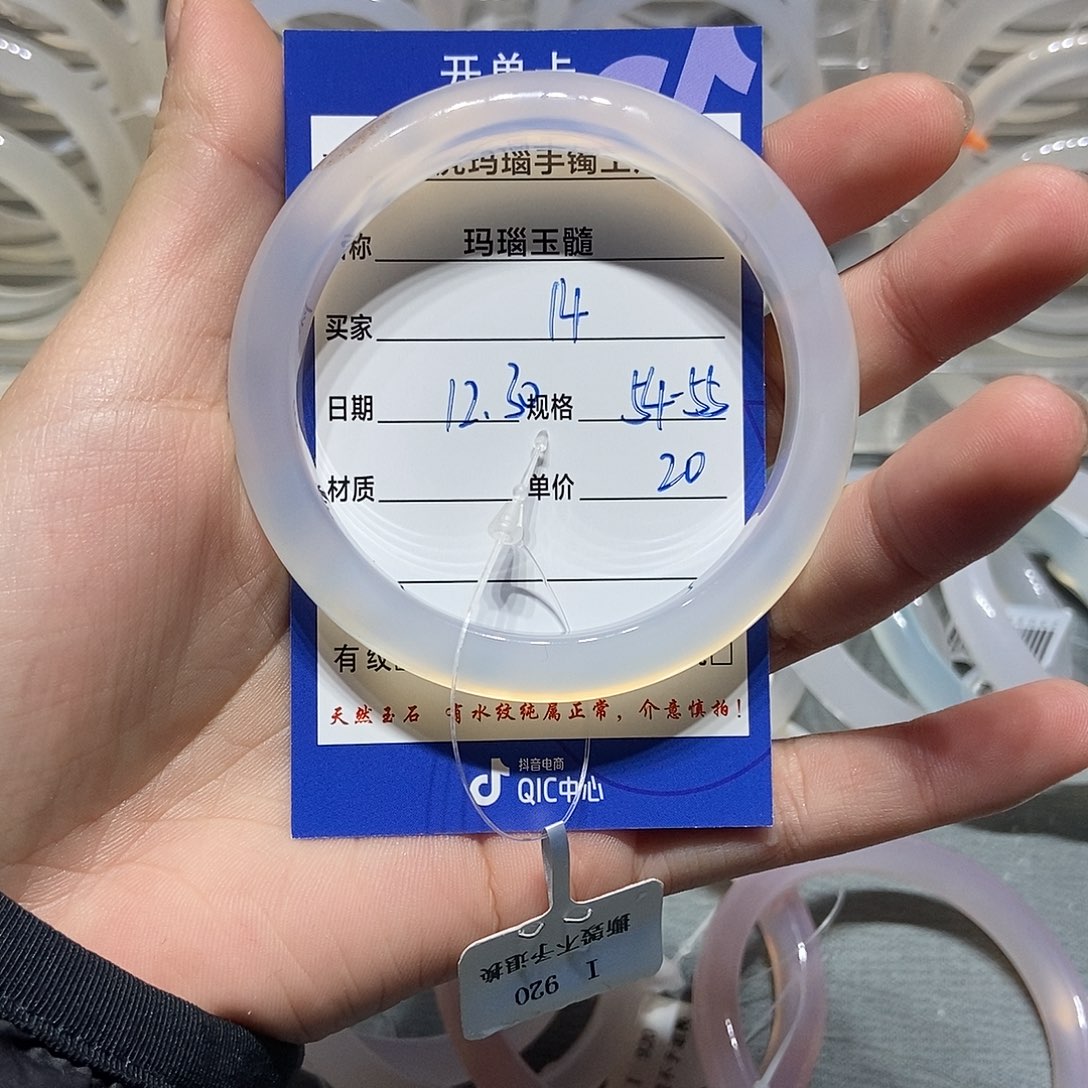 开单卡
玛瑙手镯工
称 玛瑙玉髓
买家 14
日期 12.30 规格 54-55
材质 单价 20
有纹
天然玉石 有水纹纯属正常，介意慎拍！
抖音电商
QIC中心
撕毁不予退换
I 920